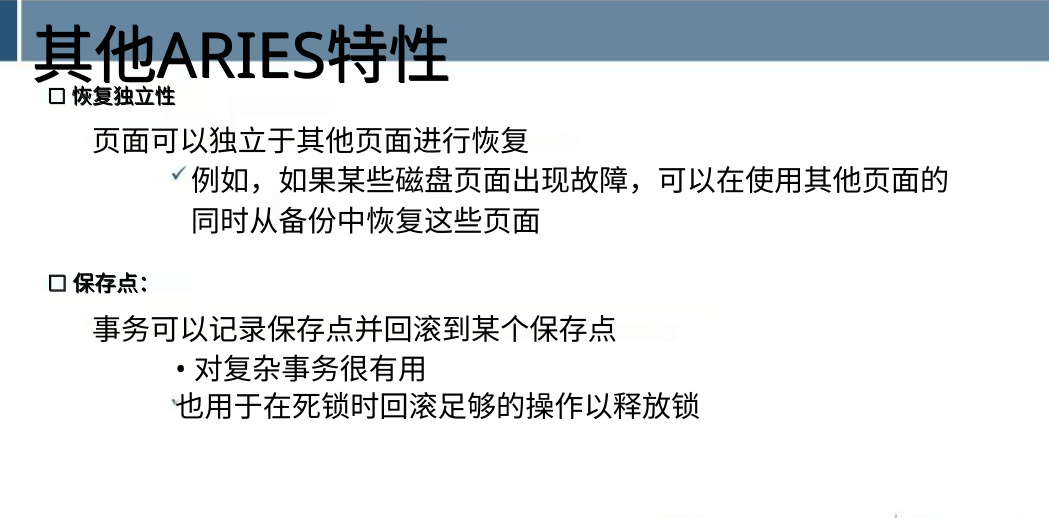 其他ARIES特性
恢复独立性
页面可以独立于其他页面进行恢复
例如，如果某些磁盘页面出现故障，可以在使用其他页面的
同时从备份中恢复这些页面
保存点：
事务可以记录保存点并回滚到某个保存点
• 对复杂事务很有用
也用于在死锁时回滚足够的操作以释放锁